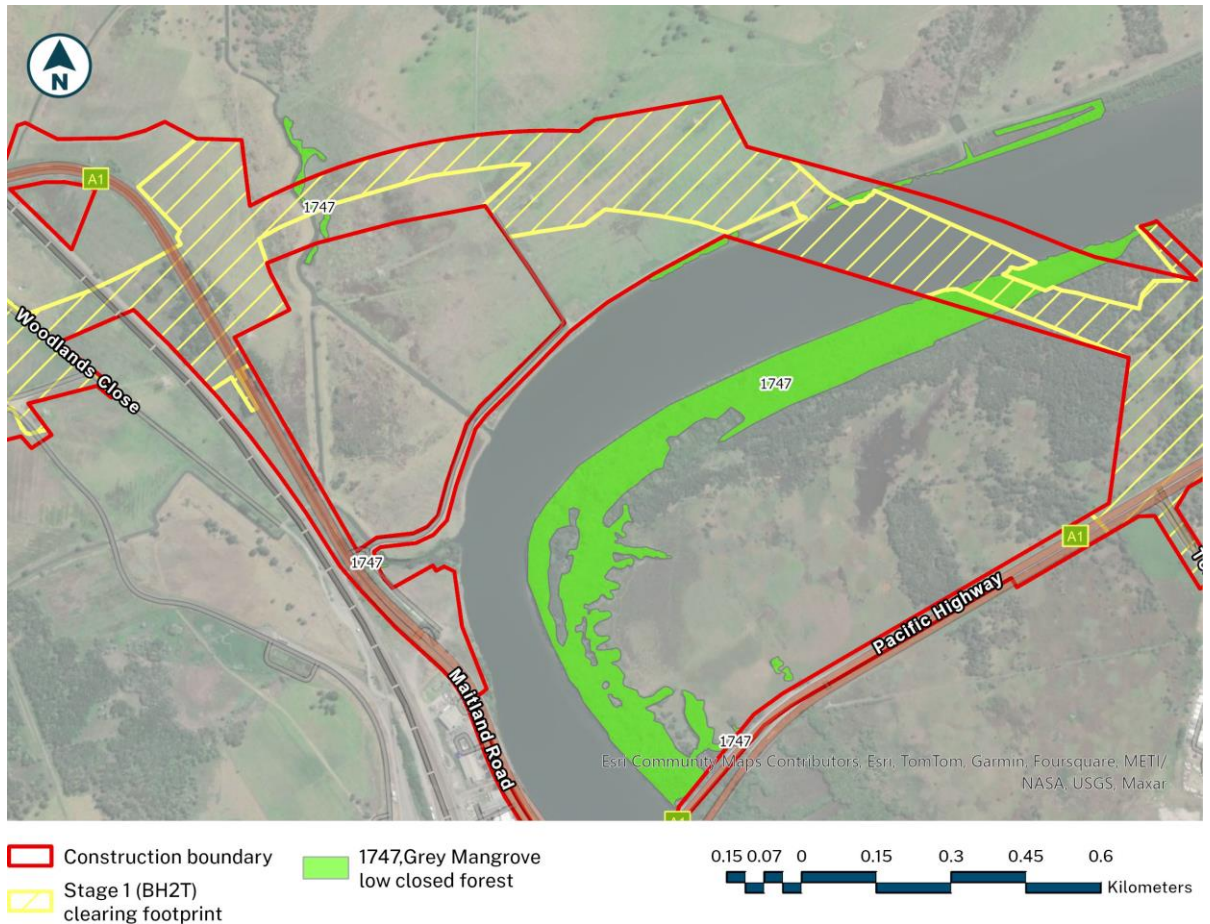 N
A1
1747
Woodlands Close
1747
1747
A1
Pacific Highway
Maitland Road
1747
Esri Community Maps Contributors, Esri, TomTom, Garmin, Foursquare, METI/
NASA, USGS, Maxar
Construction boundary
Stage 1 (BH2T)
clearing footprint
1747,Grey Mangrove
low closed forest
0.15 0.07 0 0.15 0.3 0.45 0.6
Kilometers